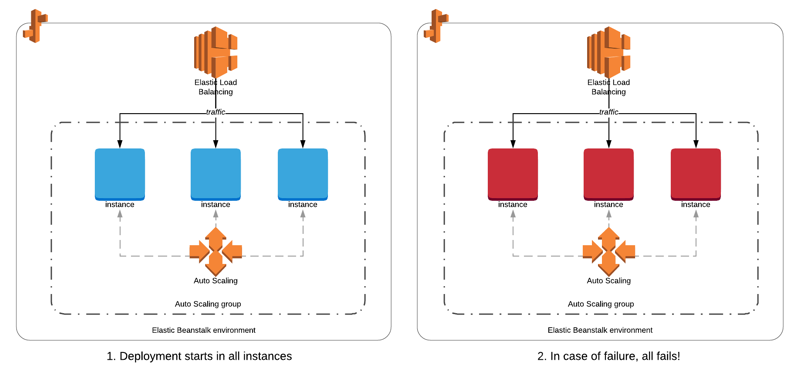 Elastic Load
Balancing
traffic
instance
instance
instance
Auto Scaling
Auto Scaling group
Elastic Beanstalk environment
1. Deployment starts in all instances
Elastic Load
Balancing
traffic
instance
instance
instance
Auto Scaling
Auto Scaling group
Elastic Beanstalk environment
2. In case of failure, all fails!